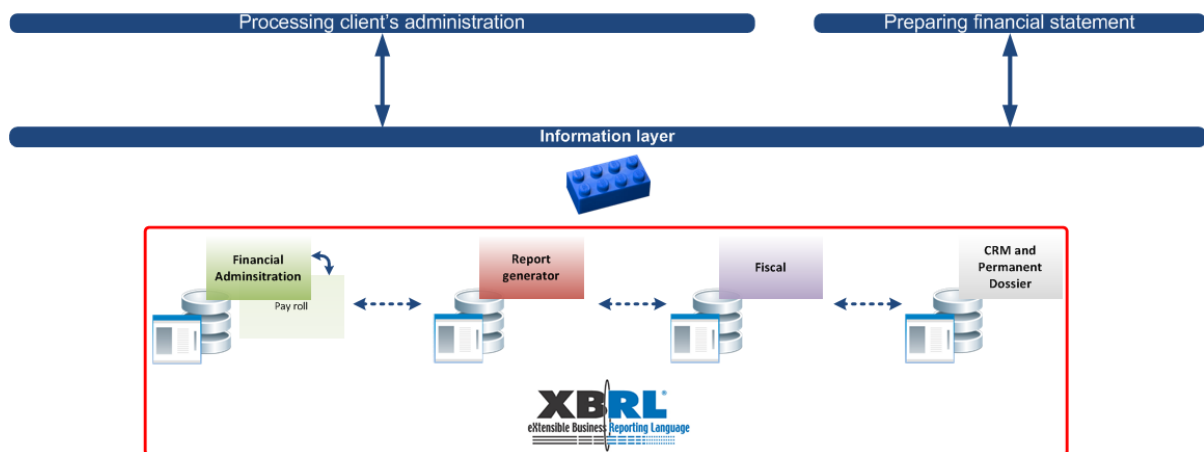 Processing client's administration
Preparing financial statement
Information layer
Financial
Adminsitration
Pay roll
Report
generator
Fiscal
CRM and
Permanent
Dossier
XBRL®
eXtensible Business Reporting Language